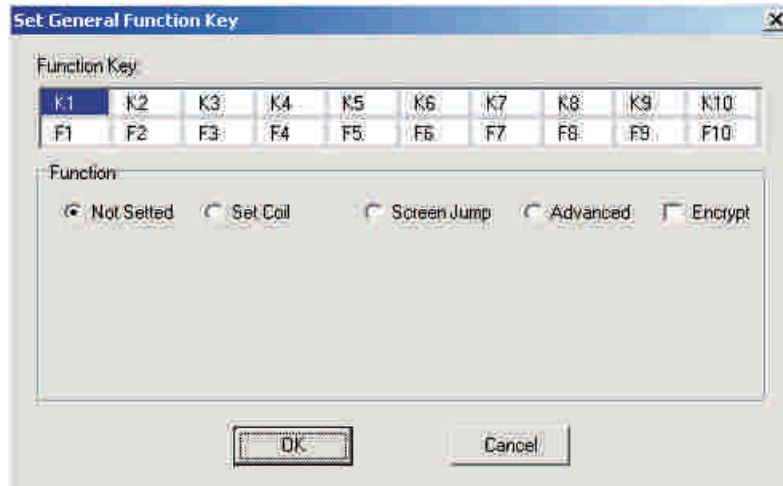 Set General Function Key
Function Key
K1 K2 K3 K4 K5 K6 K7 K8 K9 K10
F1 F2 F3 F4 F5 F6 F7 F8 F9 F10
Function
Not Setted Set Coil Screen Jump Advanced Encrypt
OK Cancel